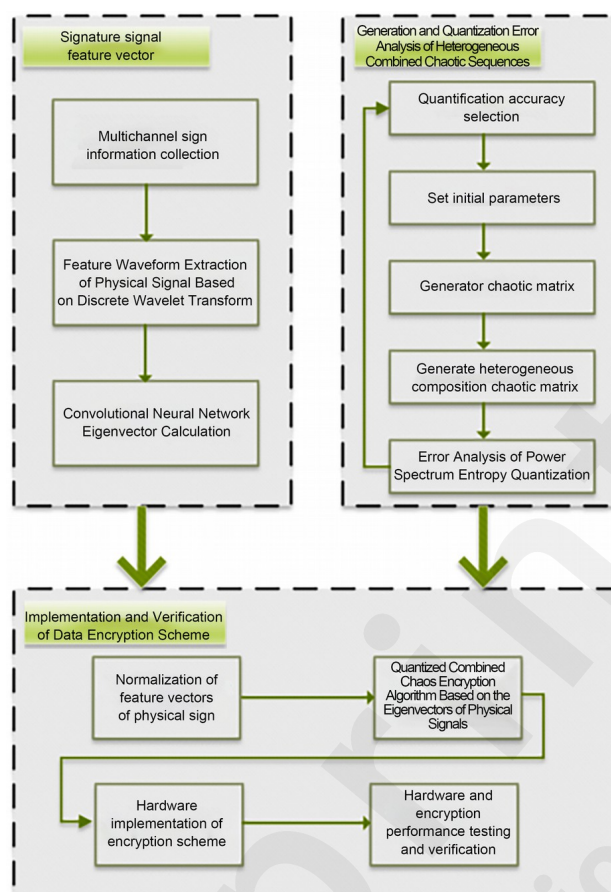 Signature signal
feature vector
Multichannel sign
information collection
Feature Waveform Extraction
of Physical Signal Based
on Discrete Wavelet Transform
Convolutional Neural Network
Eigenvector Calculation
Generation and Quantization Error
Analysis of Heterogeneous
Combined Chaotic Sequences
Quantification accuracy
selection
Set initial parameters
Generator chaotic matrix
Generate heterogeneous
composition chaotic matrix
Error Analysis of Power
Spectrum Entropy Quantization
Implementation and Verification
of Data Encryption Scheme
Normalization of
feature vectors
of physical sign
Quantized Combined
Chaos Encryption
Algorithm Based on the
Eigenvectors of Physical
Signals
Hardware
implementation of
encryption scheme
Hardware and
encryption
performance testing
and verification